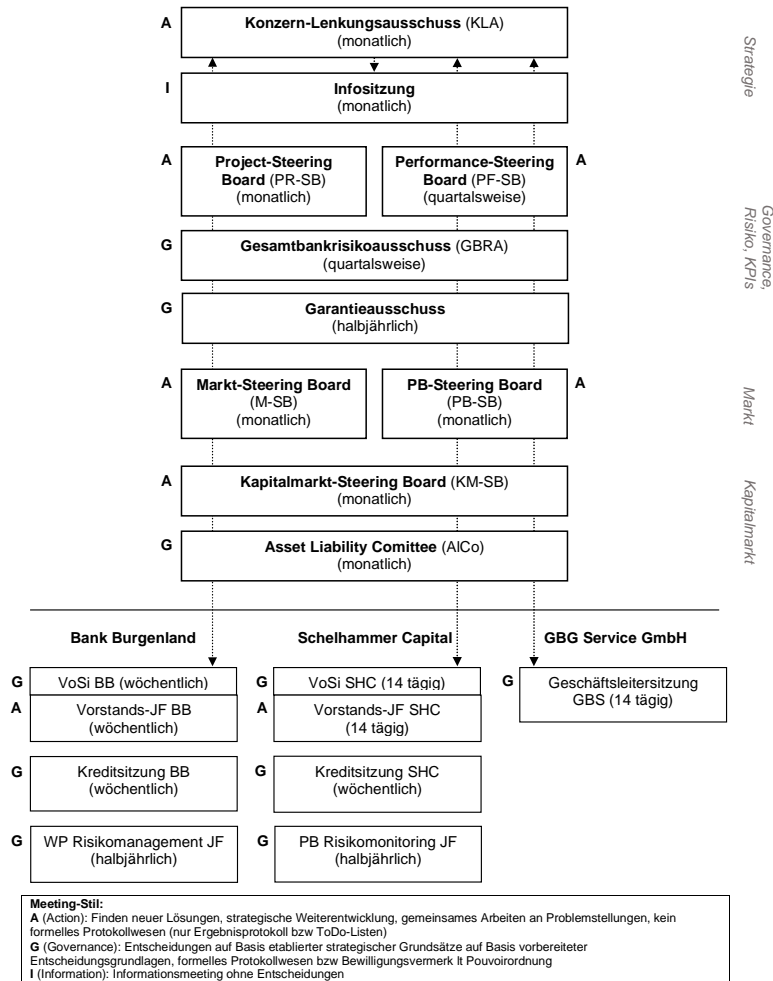 A
Konzern-Lenkungsausschuss (KLA)
(monatlich)
I
Infositzung
(monatlich)
Strategie
A
Project-Steering
Board (PR-SB)
(monatlich)
Performance-Steering
Board (PF-SB)
(quartalsweise)
A
G
Gesamtbankrisikoausschuss (GBRA)
(quartalsweise)
G
Garantieausschuss
(halbjährlich)
Governance,
Risiko, KPIs
A
Markt-Steering Board
(M-SB)
(monatlich)
PB-Steering Board
(PB-SB)
(monatlich)
A
Markt
A
Kapitalmarkt-Steering Board (KM-SB)
(monatlich)
G
Asset Liability Comittee (AlCo)
(monatlich)
Kapitalmarkt
Bank Burgenland
G
VoSi BB (wöchentlich)
A
Vorstands-JF BB
(wöchentlich)
G
Kreditsitzung BB
(wöchentlich)
G
WP Risikomanagement JF
(halbjährlich)
Schelhammer Capital
G
VoSi SHC (14 tägig)
A
Vorstands-JF SHC
(14 tägig)
G
Kreditsitzung SHC
(wöchentlich)
G
PB Risikomonitoring JF
(halbjährlich)
GBG Service GmbH
G
Geschäftsleitersitzung
GBS (14 tägig)
Meeting-Stil:
A (Action): Finden neuer Lösungen, strategische Weiterentwicklung, gemeinsames Arbeiten an Problemstellungen, kein
formelles Protokollwesen (nur Ergebnisprotokoll bzw ToDo-Listen)
G (Governance): Entscheidungen auf Basis etablierter strategischer Grundsätze auf Basis vorbereiteter
Entscheidungsgrundlagen, formelles Protokollwesen bzw Bewilligungsvermerk lt Pouvoirordnung
I (Information): Informationsmeeting ohne Entscheidungen